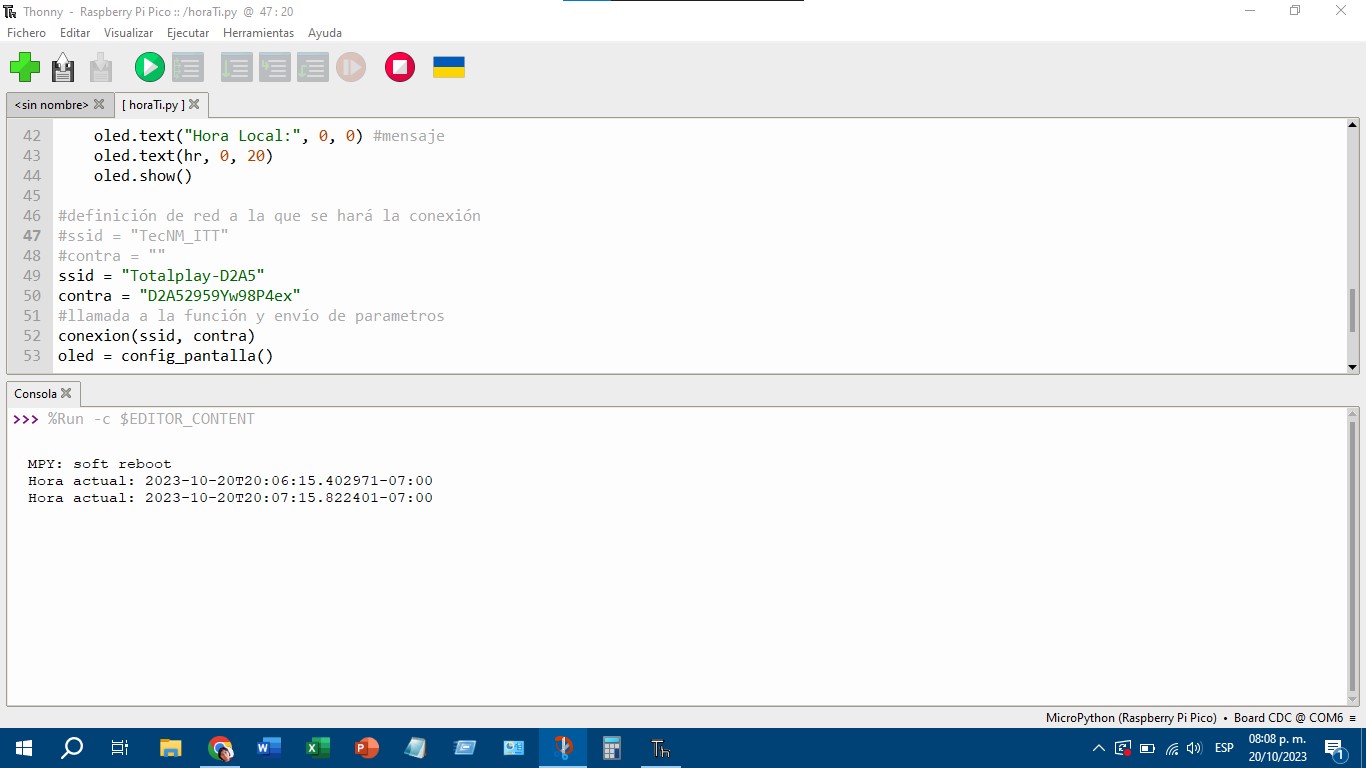 Thonny - Raspberry Pi Pico :: /horaTi.py @ 47 : 20
Fichero Editar Visualizar Ejecutar Herramientas Ayuda
<sin nombre> [ horaTi.py ]
42 oled.text("Hora Local:", 0, 0) #mensaje
43 oled.text(hr, 0, 20)
44 oled.show()
45
46 #definición de red a la que se hará la conexión
47 #ssid = "TecNM_ITT"
48 #contra = ""
49 ssid = "Totalplay-D2A5"
50 contra = "D2A52959Yw98P4ex"
51 #llamada a la función y envío de parametros
52 conexion(ssid, contra)
53 oled = config_pantalla()
Consola
>>> %Run -c $EDITOR_CONTENT
MPY: soft reboot
Hora actual: 2023-10-20T20:06:15.402971-07:00
Hora actual: 2023-10-20T20:07:15.822401-07:00
MicroPython (Raspberry Pi Pico) • Board CDC @ COM6 ≡
ESP
08:08 p. m.
20/10/2023
1